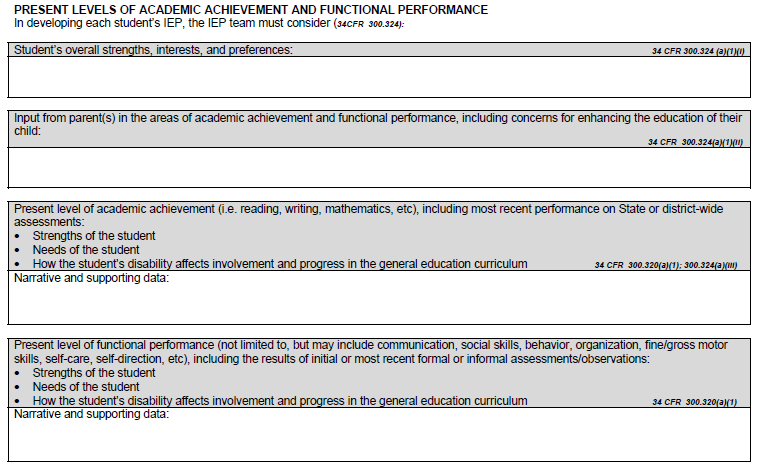 PRESENT LEVELS OF ACADEMIC ACHIEVEMENT AND FUNCTIONAL PERFORMANCE
In developing each student's IEP, the IEP team must consider (34CFR 300.324):
Student's overall strengths, interests, and preferences: 34 CFR 300.324 (a)(1)(i)
Input from parent(s) in the areas of academic achievement and functional performance, including concerns for enhancing the education of their
child:
34 CFR 300.324(a)(1)(ii)
Present level of academic achievement (i.e. reading, writing, mathematics, etc), including most recent performance on State or district-wide
assessments:
• Strengths of the student
• Needs of the student
• How the student's disability affects involvement and progress in the general education curriculum 34 CFR 300.320(a)(1); 300.324(a)(iii)
Narrative and supporting data:
Present level of functional performance (not limited to, but may include communication, social skills, behavior, organization, fine/gross motor
skills, self-care, self-direction, etc), including the results of initial or most recent formal or informal assessments/observations:
• Strengths of the student
• Needs of the student
• How the student's disability affects involvement and progress in the general education curriculum 34 CFR 300.320(a)(1)
Narrative and supporting data: